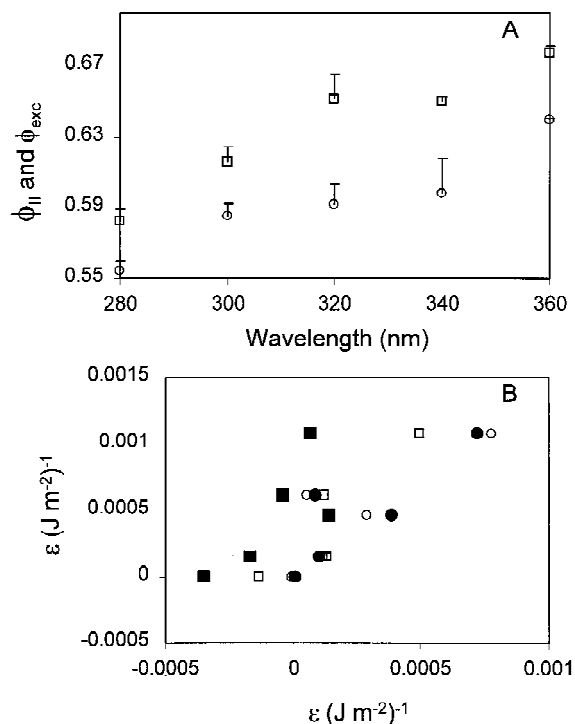 A
0.67
0.63
0.59
0.55
ϕII and ϕexc
280 300 320 340 360
Wavelength (nm)
B
0.0015
0.001
0.0005
0
-0.0005
ε (J m-2)-1
-0.0005 0 0.0005 0.001
ε (J m-2)-1